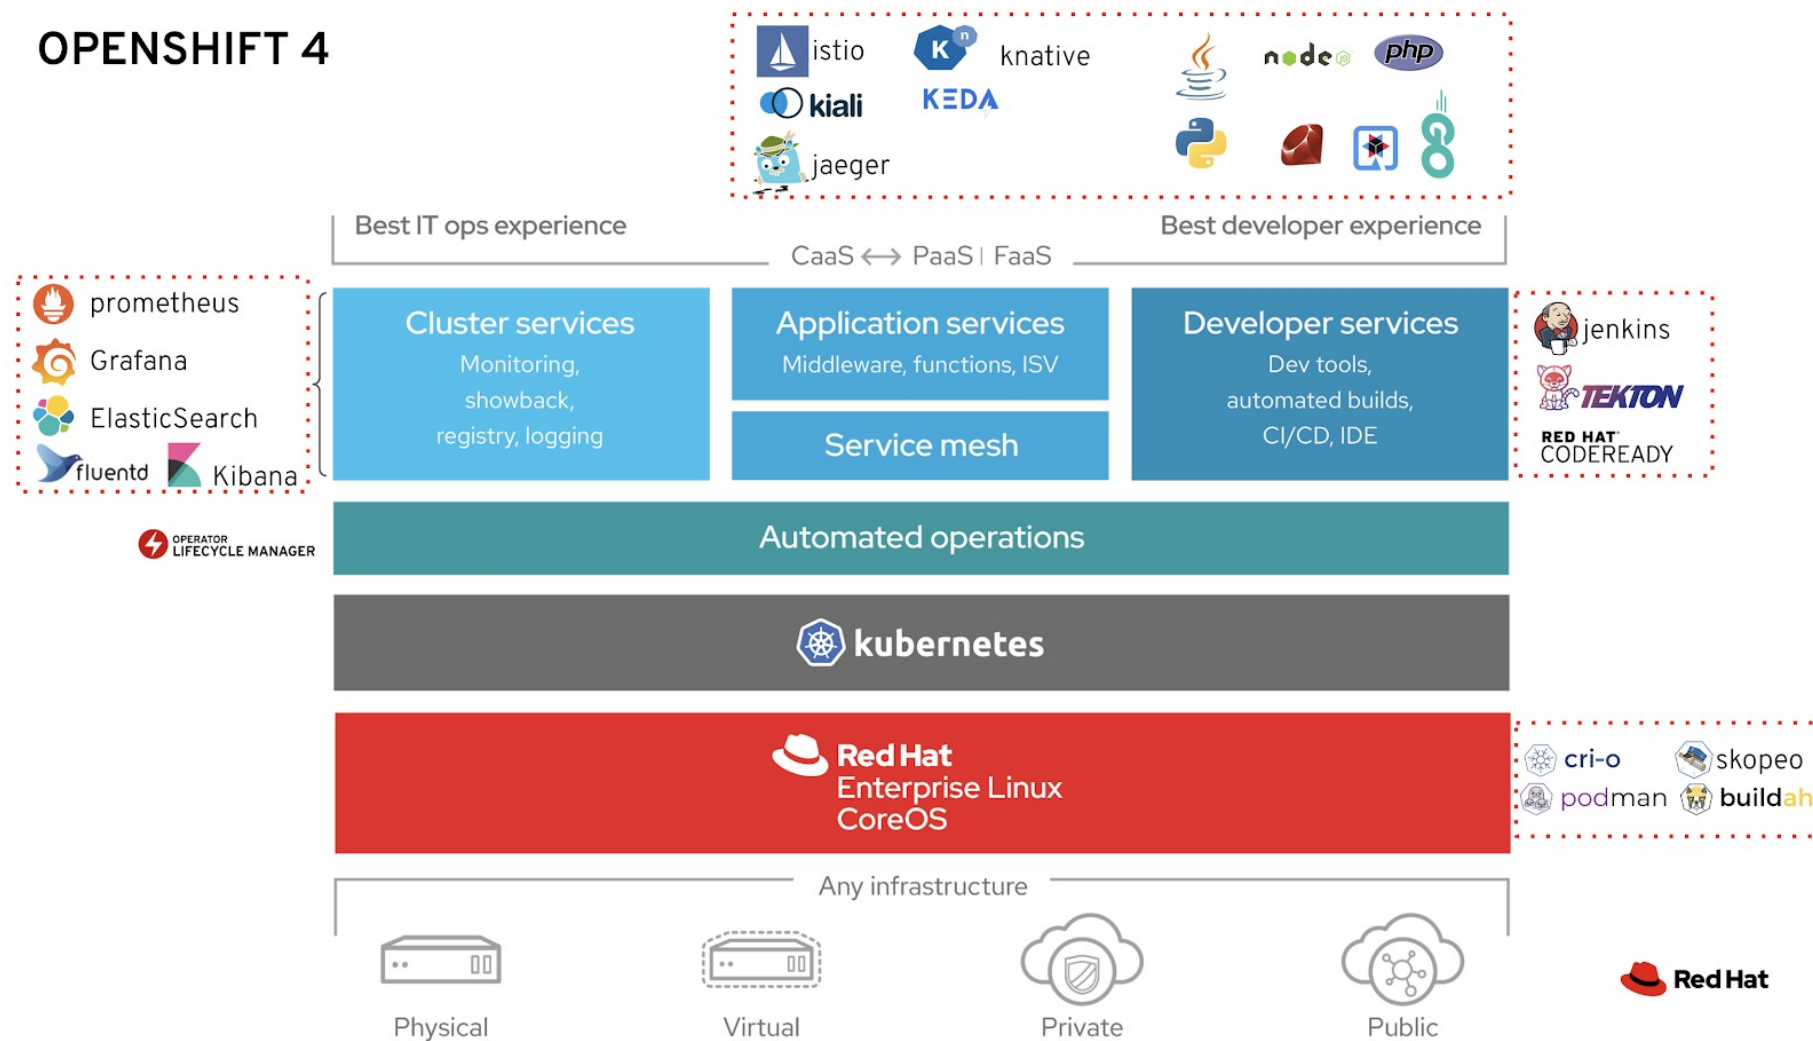 OPENSHIFT 4
istio
K n knative
node JS
php
kiali
KEDA
jaeger
GO
Best IT ops experience
Best developer experience
CaaS ↔ PaaS | FaaS
prometheus
Grafana
ElasticSearch
fluentd
Kibana
Cluster services
Monitoring,
showback,
registry, logging
Application services
Middleware, functions, ISV
Service mesh
Developer services
Dev tools,
automated builds,
CI/CD, IDE
jenkins
TEKTON
RED HAT
CODEREADY
OPERATOR
LIFECYCLE MANAGER
Automated operations
kubernetes
Red Hat
Enterprise Linux
CoreOS
cri-o
skopeo
podman
buildah
Any infrastructure
Physical
Virtual
Private
Public
Red Hat